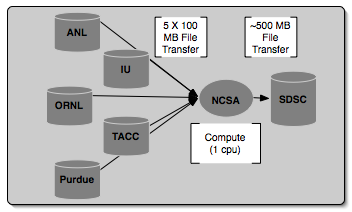 ANL
5 X 100
MB File
Transfer
~500 MB
File
Transfer
IU
ORNL
NCSA
SDSC
TACC
Compute
(1 cpu)
Purdue